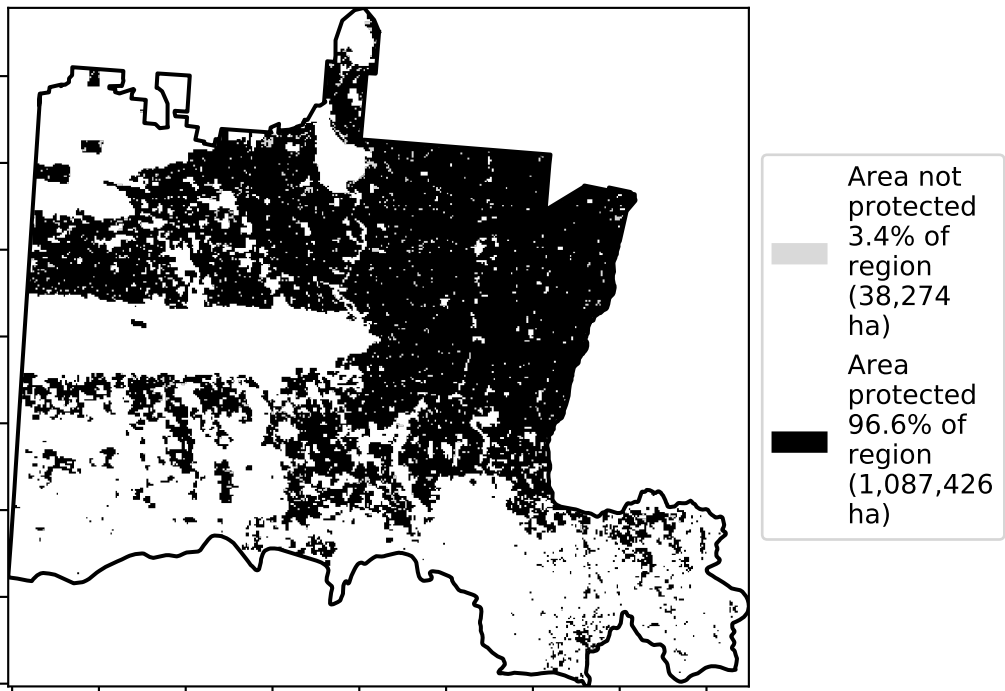 Area not
protected
3.4% of
region
(38,274
ha)
Area
protected
96.6% of
region
(1,087,426
ha)